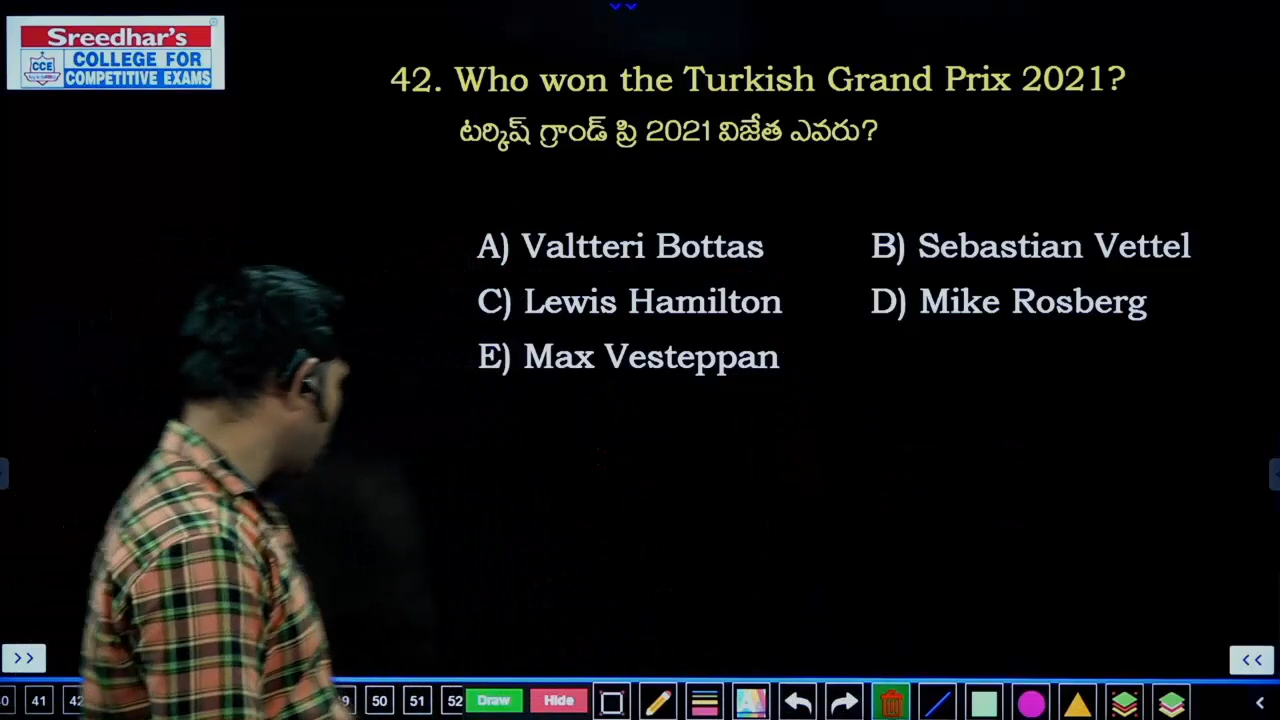 Sreedhar's
CCE
COLLEGE FOR
COMPETITIVE EXAMS
42. Who won the Turkish Grand Prix 2021?
టర్కిష్ గ్రాండ్ ప్రి 2021 విజేత ఎవరు?
A) Valtteri Bottas
B) Sebastian Vettel
C) Lewis Hamilton
D) Mike Rosberg
E) Max Vesteppan
>>
<<
41 50 51 52 Draw Hide